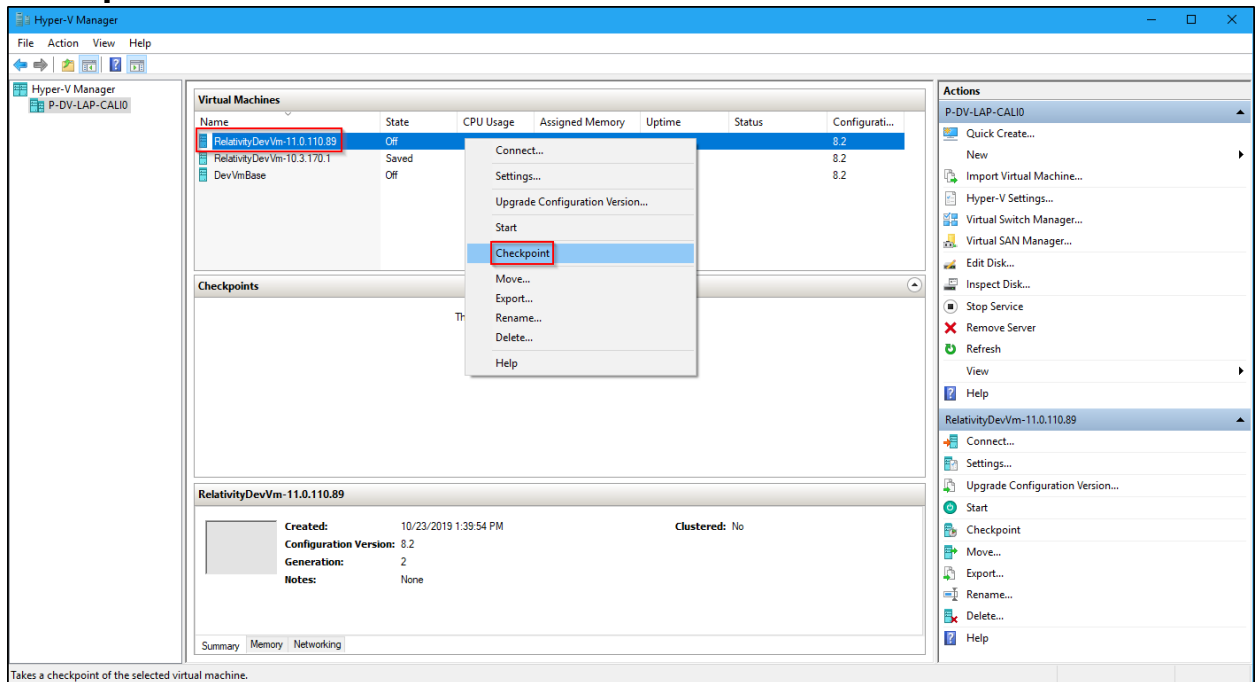 Hyper-V Manager
File Action View Help
Hyper-V Manager
P-DV-LAP-CALI0
Virtual Machines
Name State CPU Usage Assigned Memory Uptime Status Configurati...
RelativityDevVm-11.0.110.89 Off 8.2
RelativityDevVm-10.3.170.1 Saved 8.2
DevVmBase Off 8.2
Connect...
Settings...
Upgrade Configuration Version...
Start
Checkpoint
Move...
Export...
Rename...
Delete...
Help
Checkpoints
Th
RelativityDevVm-11.0.110.89
Created: 10/23/2019 1:39:54 PM Clustered: No
Configuration Version: 8.2
Generation: 2
Notes: None
Summary Memory Networking
Actions
P-DV-LAP-CALI0
Quick Create...
New
Import Virtual Machine...
Hyper-V Settings...
Virtual Switch Manager...
Virtual SAN Manager...
Edit Disk...
Inspect Disk...
Stop Service
Remove Server
Refresh
View
Help
RelativityDevVm-11.0.110.89
Connect...
Settings...
Upgrade Configuration Version...
Start
Checkpoint
Move...
Export...
Rename...
Delete...
Help
Takes a checkpoint of the selected virtual machine.